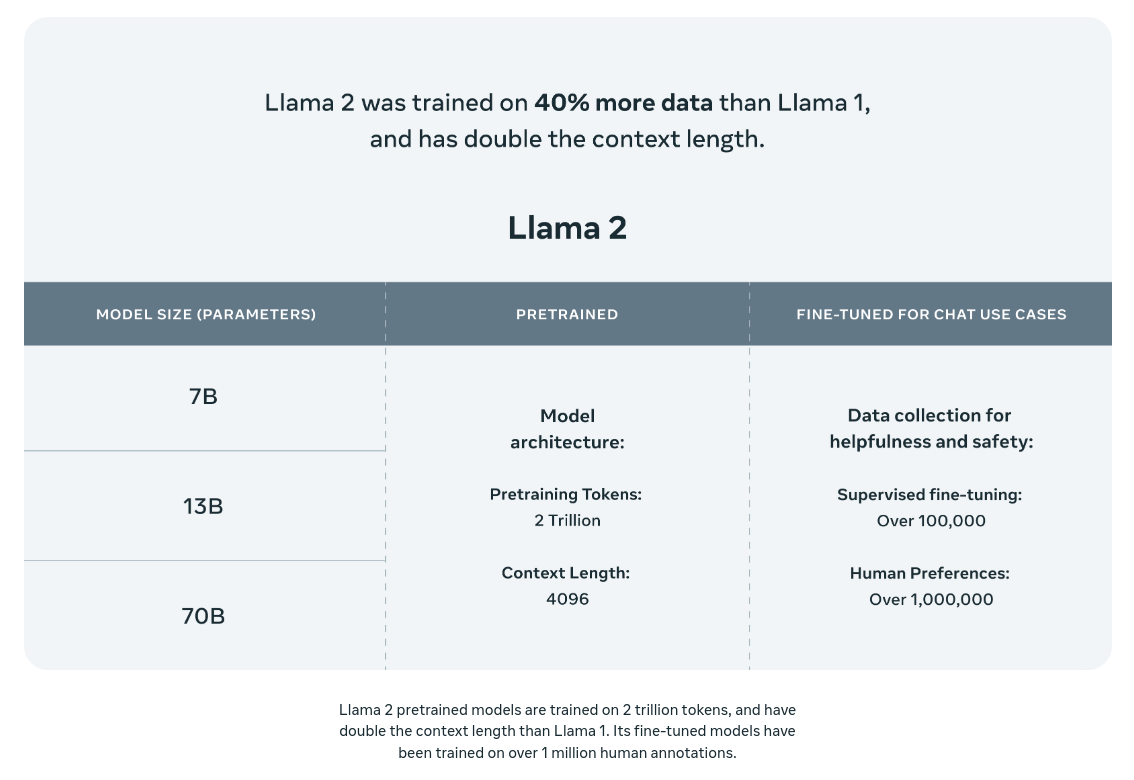 Llama 2 was trained on 40% more data than Llama 1,
and has double the context length.
Llama 2
MODEL SIZE (PARAMETERS)
PRETRAINED
FINE-TUNED FOR CHAT USE CASES
7B
13B
70B
Model
architecture:
Pretraining Tokens:
2 Trillion
Context Length:
4096
Data collection for
helpfulness and safety:
Supervised fine-tuning:
Over 100,000
Human Preferences:
Over 1,000,000
Llama 2 pretrained models are trained on 2 trillion tokens, and have
double the context length than Llama 1. Its fine-tuned models have
been trained on over 1 million human annotations.